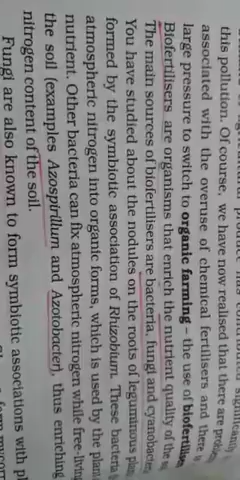 this pollution. Of course, we have now realised that there are
associated with the overuse of chemical fertilisers and there is
large pressure to switch to organic farming – the use of biofertilisers
Biofertilisers are organisms that enrich the nutrient quality of the
The main sources of biofertilisers are bacteria, fungi and cyanobacter
You have studied about the nodules on the roots of leguminous plan
formed by the symbiotic association of Rhizobium. These bacteria
atmospheric nitrogen into organic forms, which is used by the plant
nutrient. Other bacteria can fix atmospheric nitrogen while free-livin
the soil (examples Azospirillum and Azotobacter), thus enriching
nitrogen content of the soil.
Fungi are also known to form symbiotic associations with pl